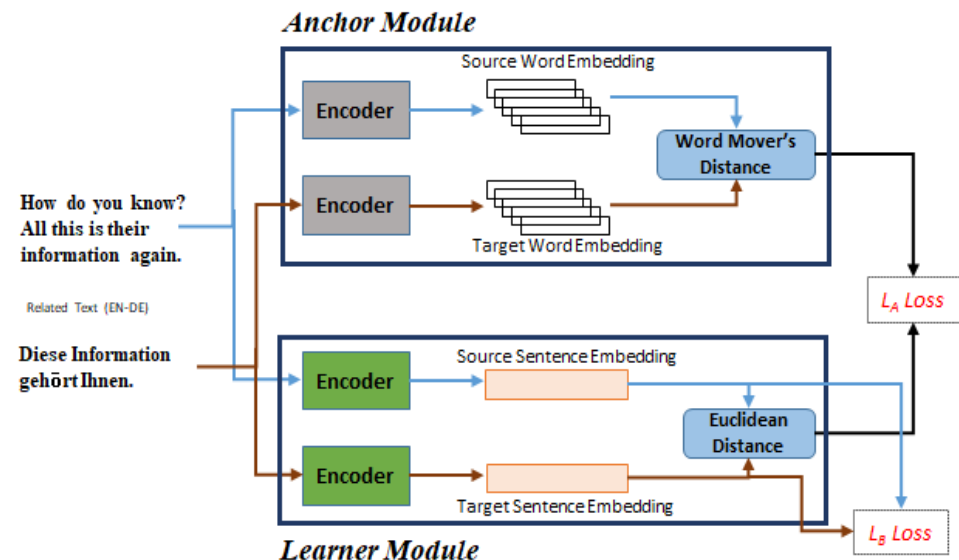 Anchor Module
Source Word Embedding
Encoder
Word Mover's
Distance
Encoder
Target Word Embedding
How do you know?
All this is their
information again.
Related Text (EN-DE)
Diese Information
gehōrt Ihnen.
L_A Loss
Source Sentence Embedding
Encoder
Euclidean
Distance
Encoder
Target Sentence Embedding
L_B Loss
Learner Module